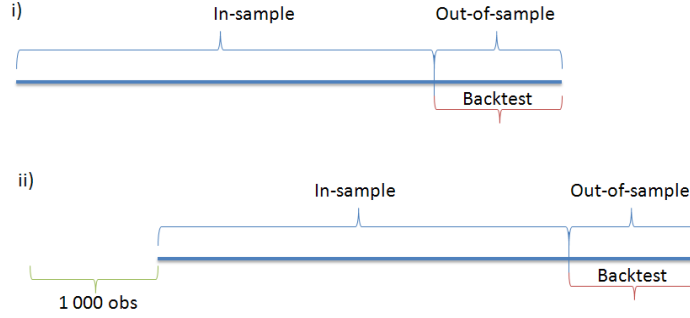 i)
In-sample
Out-of-sample
Backtest
ii)
In-sample
Out-of-sample
Backtest
1 000 obs